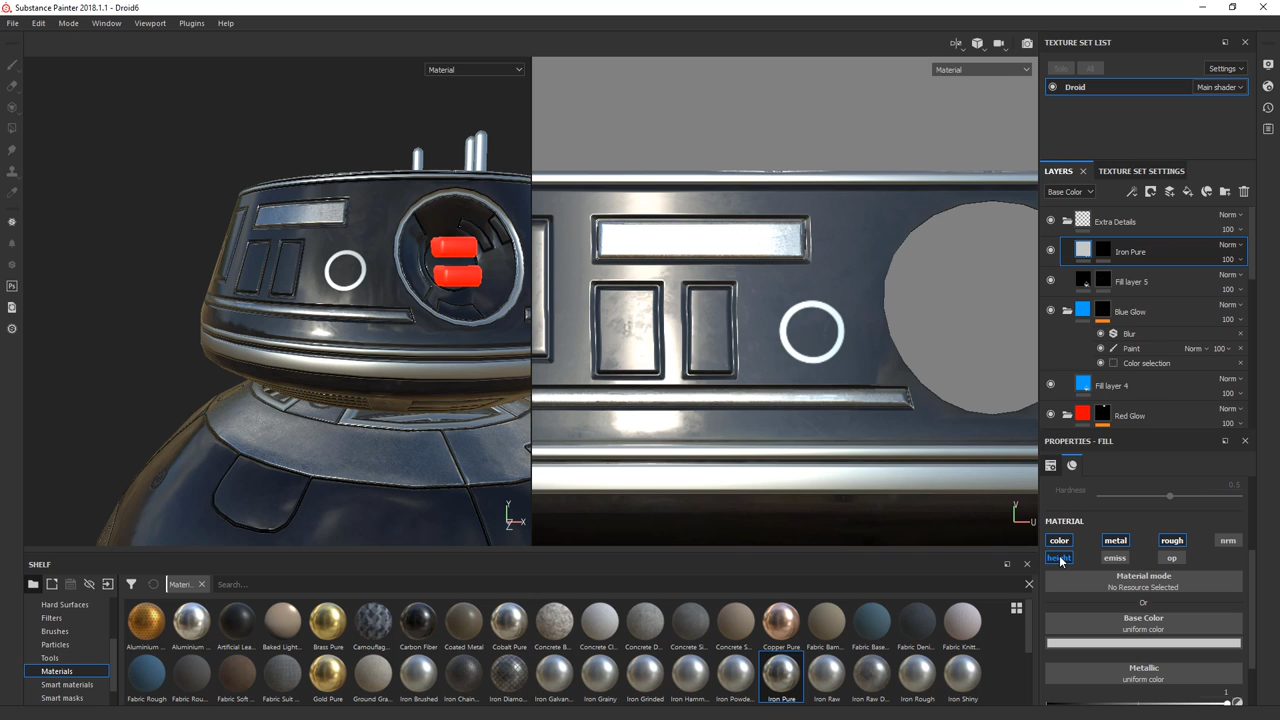 Substance Painter 2018.1.1 - Droid6
File Edit Mode Window Viewport Plugins Help
Material
Material
TEXTURE SET LIST
Solo All Settings
Droid Main shader
LAYERS TEXTURE SET SETTINGS
Base Color
Extra Details Norm 100
Iron Pure Norm 100
Fill layer 5 Norm 100
Blue Glow Norm 100
Blur
Paint Norm 100
Color selection
Fill layer 4 Norm 100
Red Glow Norm 100
PROPERTIES - FILL
Hardness 0.5
MATERIAL
color metal rough nrm
height emiss op
Material mode
No Resource Selected
Or
Base Color
uniform color
Metallic
uniform color
1
Y
X
Z
V
U
Ps
SHELF
Materi... Search...
Hard Surfaces
Filters
Brushes
Particles
Tools
Materials
Smart materials
Smart masks
Aluminium ... Aluminium ... Artificial Lea... Baked Light... Brass Pure Camouflag... Carbon Fiber Coated Metal Cobalt Pure Concrete B... Concrete Cl... Concrete D... Concrete Si... Concrete S... Copper Pure Fabric Bam... Fabric Base... Fabric Deni... Fabric Knitt...
Fabric Rough Fabric Rou... Fabric Soft ... Fabric Suit ... Gold Pure Ground Gra... Iron Brushed Iron Chain... Iron Diamo... Iron Galvan... Iron Grainy Iron Grinded Iron Hamm... Iron Powde... Iron Pure Iron Raw Iron Raw D... Iron Rough Iron Shiny